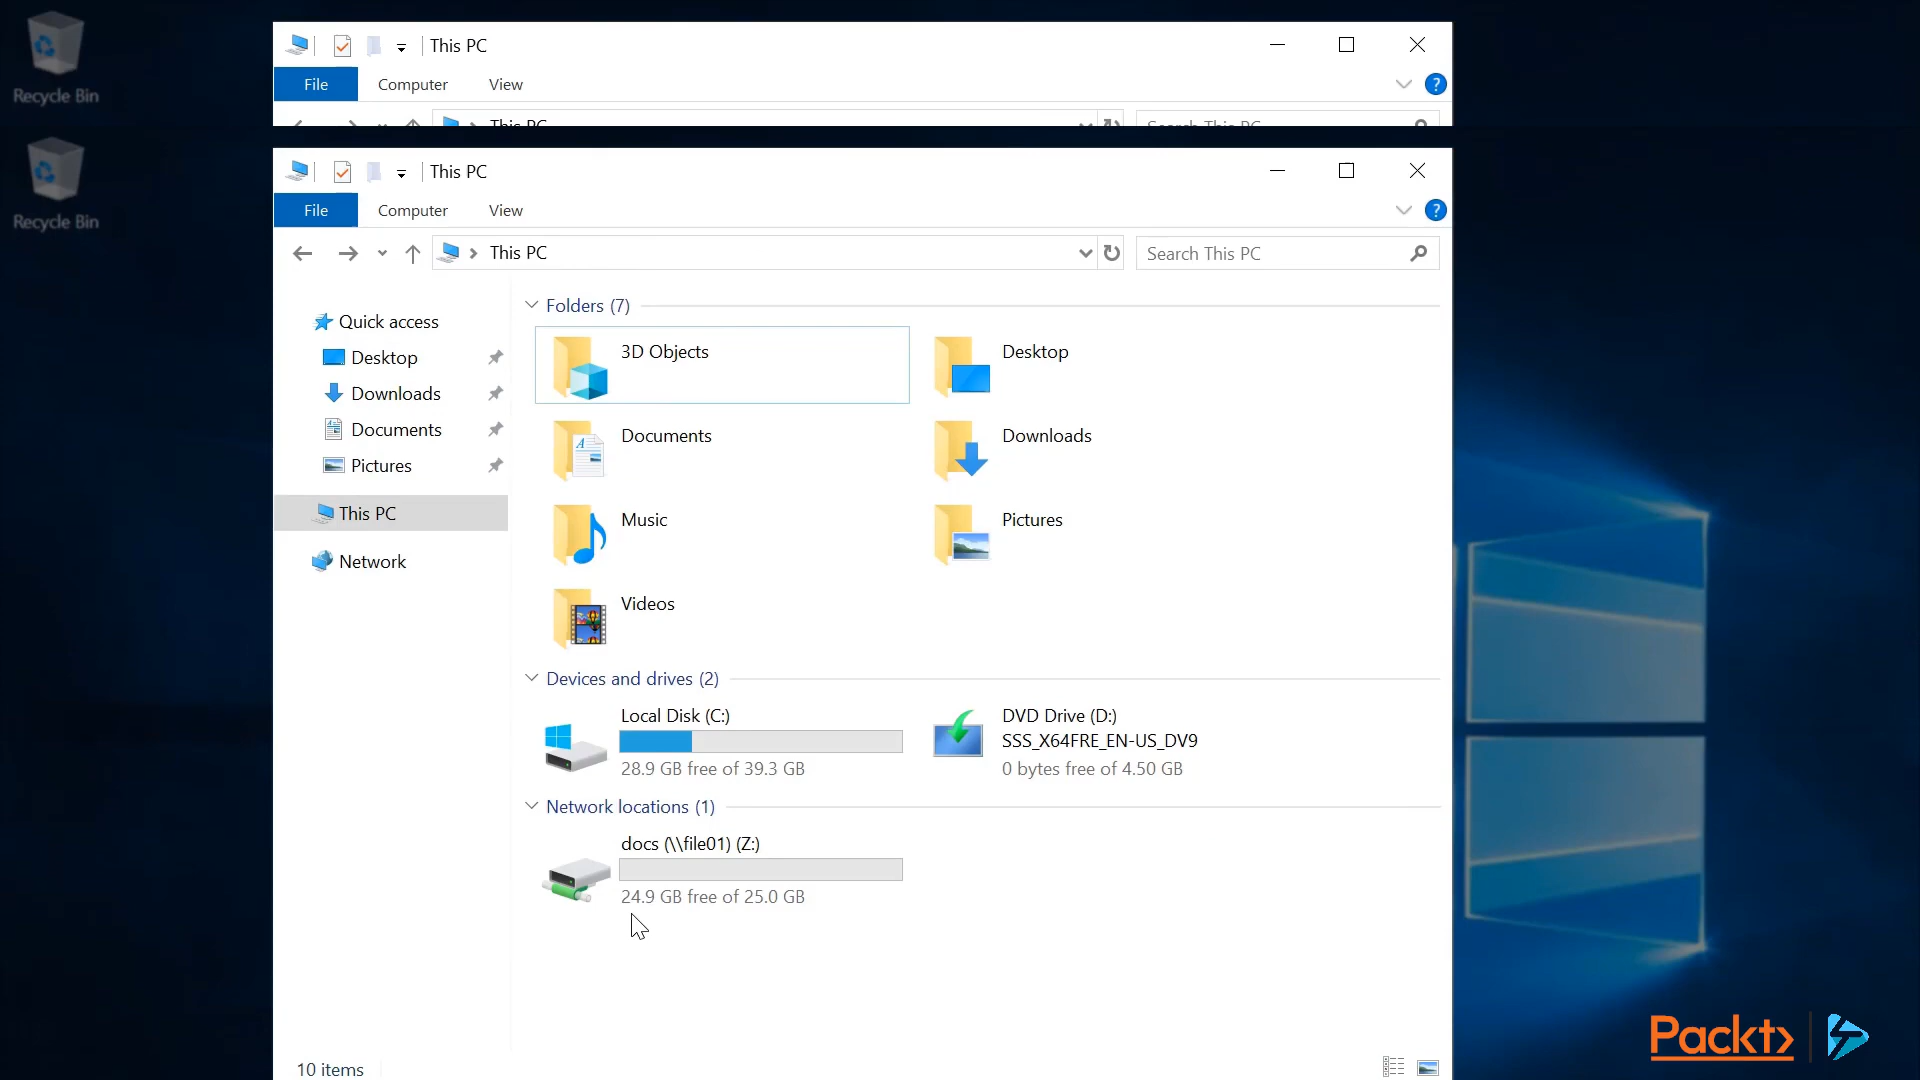 Recycle Bin
This PC
File Computer View
This PC Search This PC
Recycle Bin
This PC
File Computer View
This PC Search This PC
Quick access
Desktop
Downloads
Documents
Pictures
This PC
Network
Folders (7)
3D Objects Desktop
Documents Downloads
Music Pictures
Videos
Devices and drives (2)
Local Disk (C:)
28.9 GB free of 39.3 GB
DVD Drive (D:)
SSS_X64FRE_EN-US_DV9
0 bytes free of 4.50 GB
Network locations (1)
docs (\\file01) (Z:)
24.9 GB free of 25.0 GB
10 items
Packt